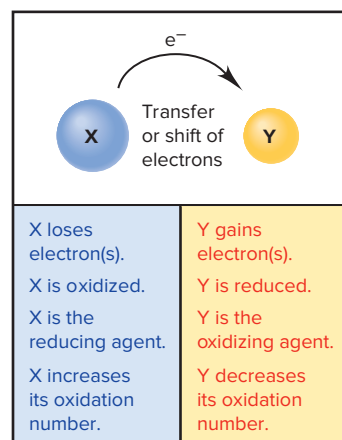 e⁻
X
Transfer
or shift of
electrons
Y
X loses
electron(s).
X is oxidized.
X is the
reducing agent.
X increases
its oxidation
number.
Y gains
electron(s).
Y is reduced.
Y is the
oxidizing agent.
Y decreases
its oxidation
number.